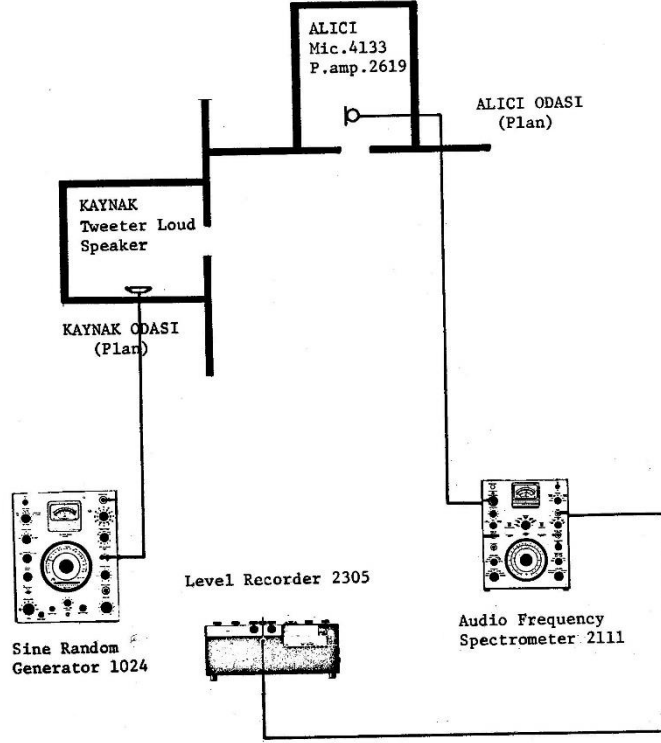 ALICI
Mic.4133
P.amp.2619
ALICI ODASI
(Plan)
KAYNAK
Tweeter Loud
Speaker
KAYNAK ODASI
(Plan)
Level Recorder 2305
Sine Random
Generator 1024
Audio Frequency
Spectrometer 2111